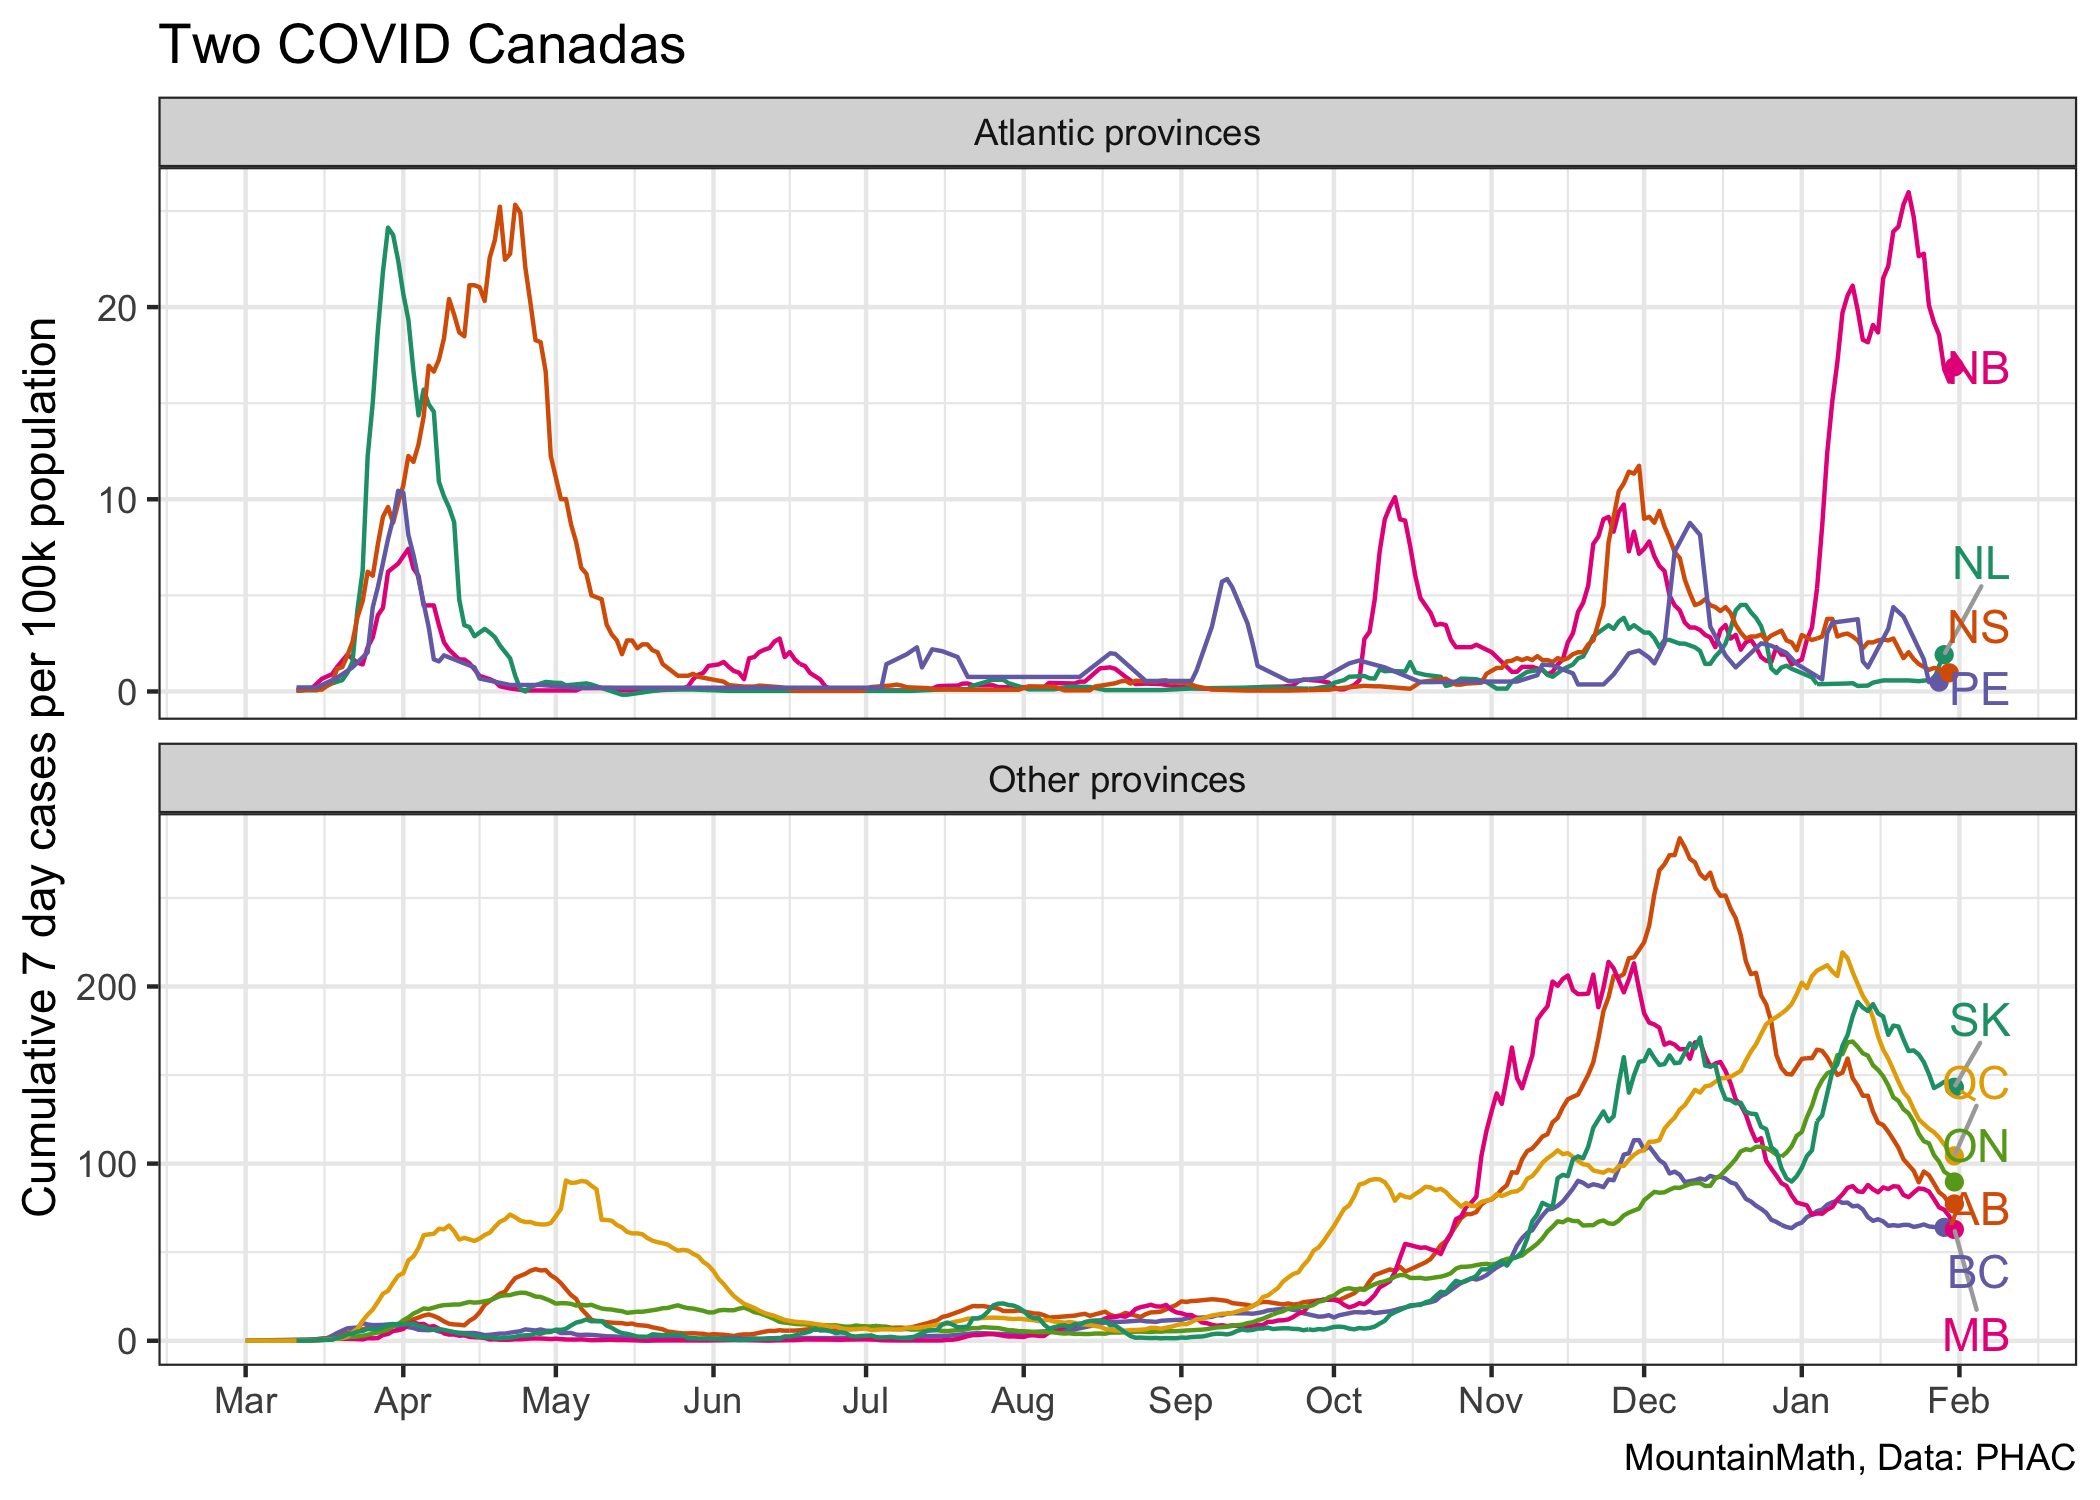 Two COVID Canadas
Atlantic provinces
Cumulative 7 day cases per 100k population
20
10
0
NB
NL
NS
PE
Other provinces
200
100
0
SK
QC
ON
AB
BC
MB
Mar Apr May Jun Jul Aug Sep Oct Nov Dec Jan Feb
MountainMath, Data: PHAC